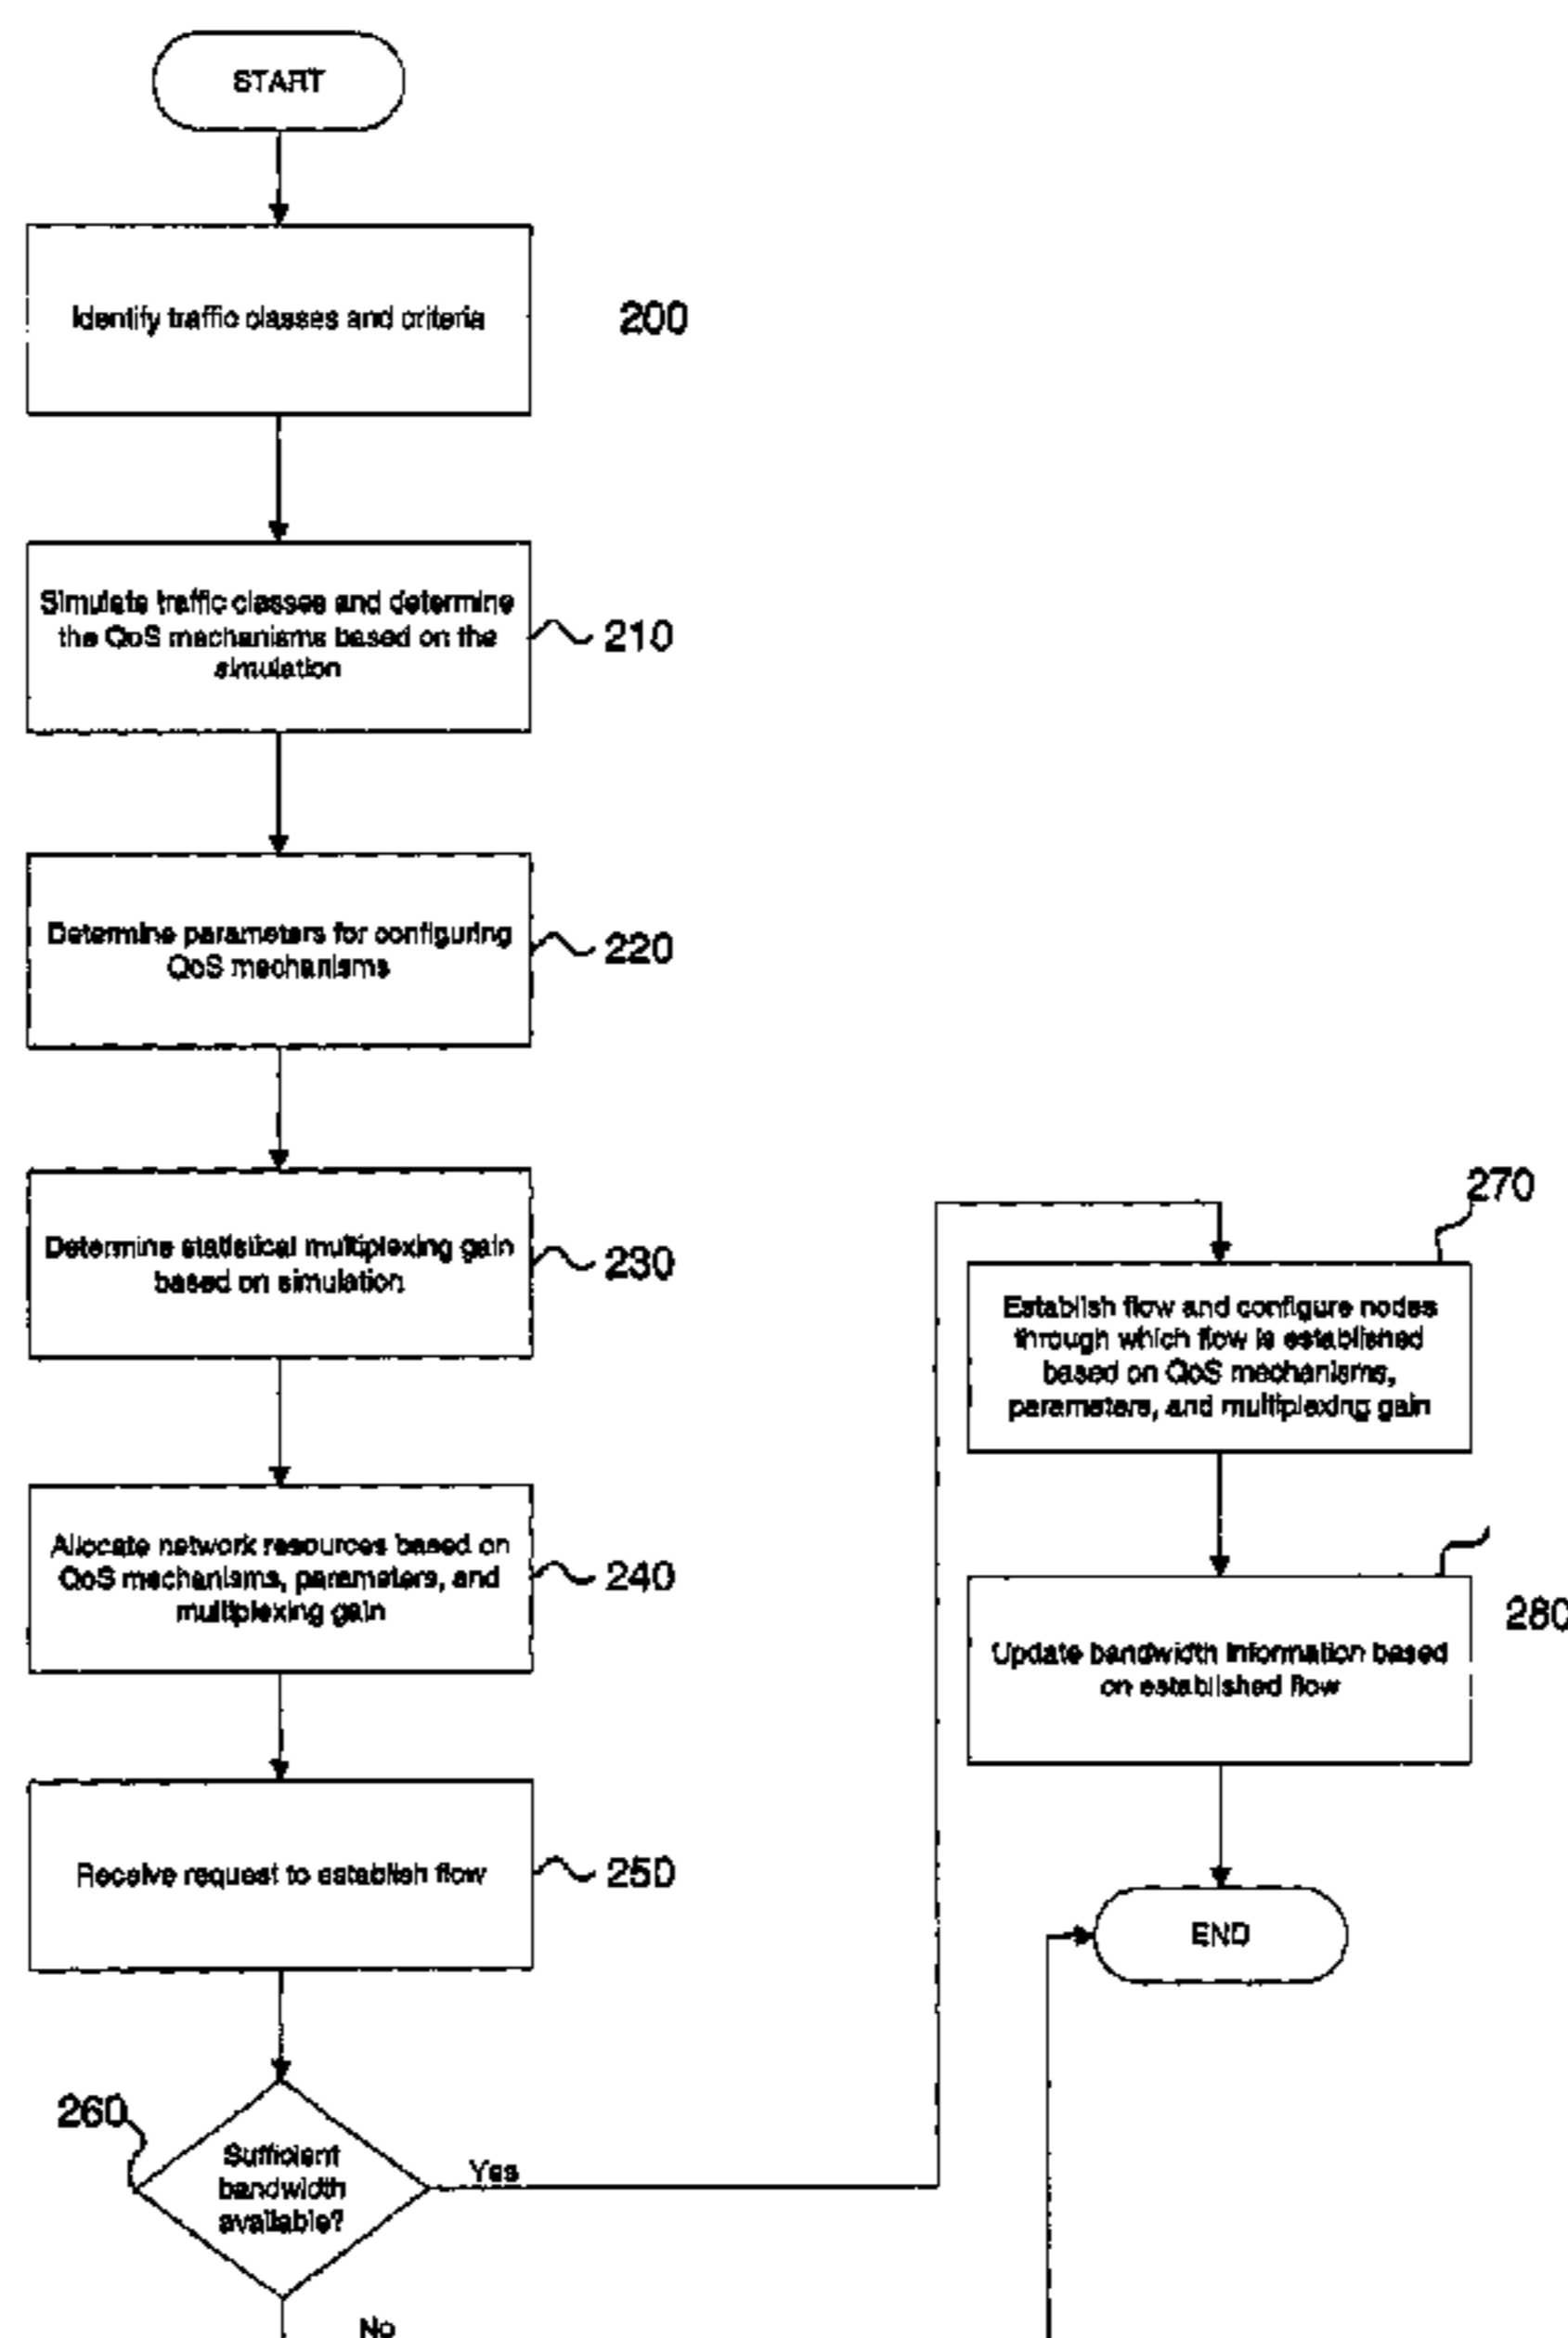 START
Identify traffic classes and criteria
200
Simulate traffic classes and determine
the QoS mechanisms based on the
simulation
210
Determine parameters for configuring
QoS mechanisms
220
Determine statistical multiplexing gain
based on simulation
230
Allocate network resources based on
QoS mechanisms, parameters, and
multiplexing gain
240
Receive request to establish flow
250
260
Sufficient
bandwidth
available?
Yes
No
270
Establish flow and configure nodes
through which flow is established
based on QoS mechanisms,
parameters, and multiplexing gain
280
Update bandwidth information based
on established flow
END